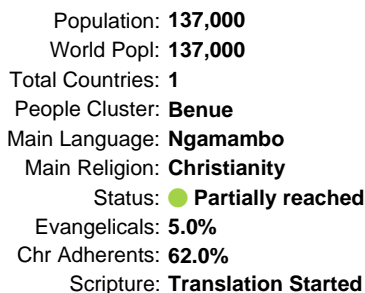 Population: 137,000
World Popl: 137,000
Total Countries: 1
People Cluster: Benue
Main Language: Ngamambo
Main Religion: Christianity
Status: Partially reached
Evangelicals: 5.0%
Chr Adherents: 62.0%
Scripture: Translation Started